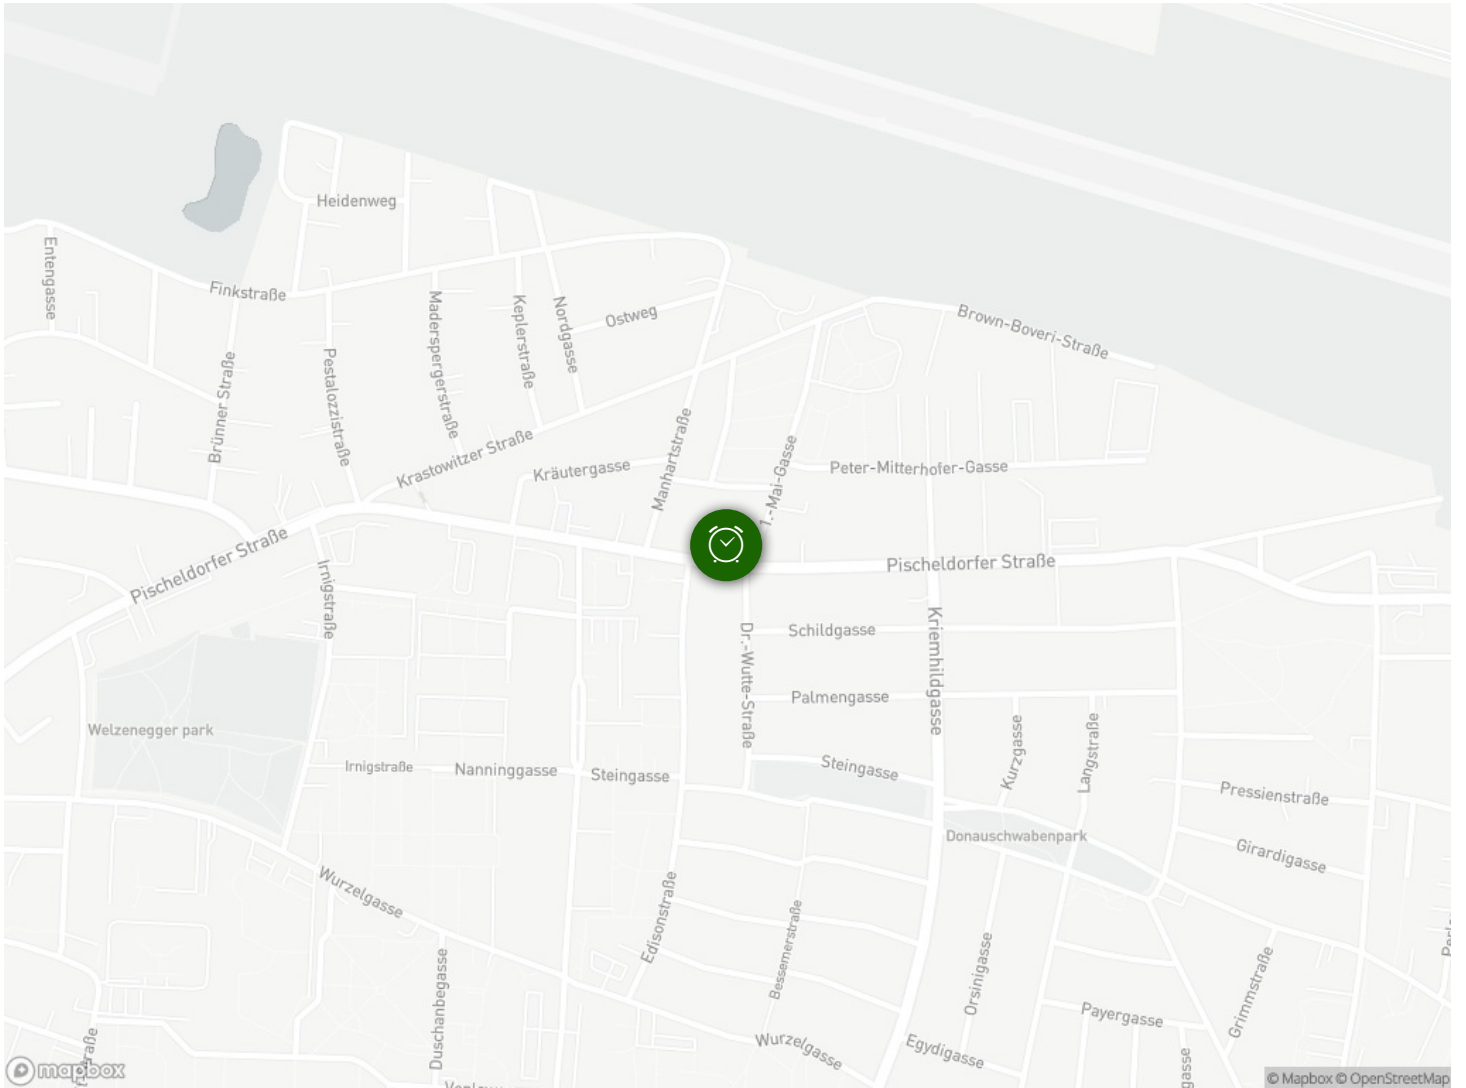 Heidenweg
Entengasse
Finkstraße
Brown-Boveri-Straße
Ostweg
Maderspergerstraße
Keplerstraße
Nordgasse
Pestalozzistraße
Brünner Straße
Krastowitzer Straße
Manhartstraße
Kräutergasse
1.-Mai-Gasse
Peter-Mitterhofer-Gasse
Pischeldorfer Straße
Pischeldorfer Straße
Irnigstraße
Kriemhildgasse
Schildgasse
Dr.-Wutte-Straße
Palmengasse
Welzenegger park
Kurzgasse
Langstraße
Irnigstraße
Nanninggasse
Steingasse
Steingasse
Pressienstraße
Donauschwabenpark
Girardigasse
Wurzelgasse
Edisonstraße
Bessemerstraße
Orsinigasse
Grimmstraße
Duschanbegasse
Payergasse
Wurzelgasse
Egydigasse
mapbox
© Mapbox © OpenStreetMap